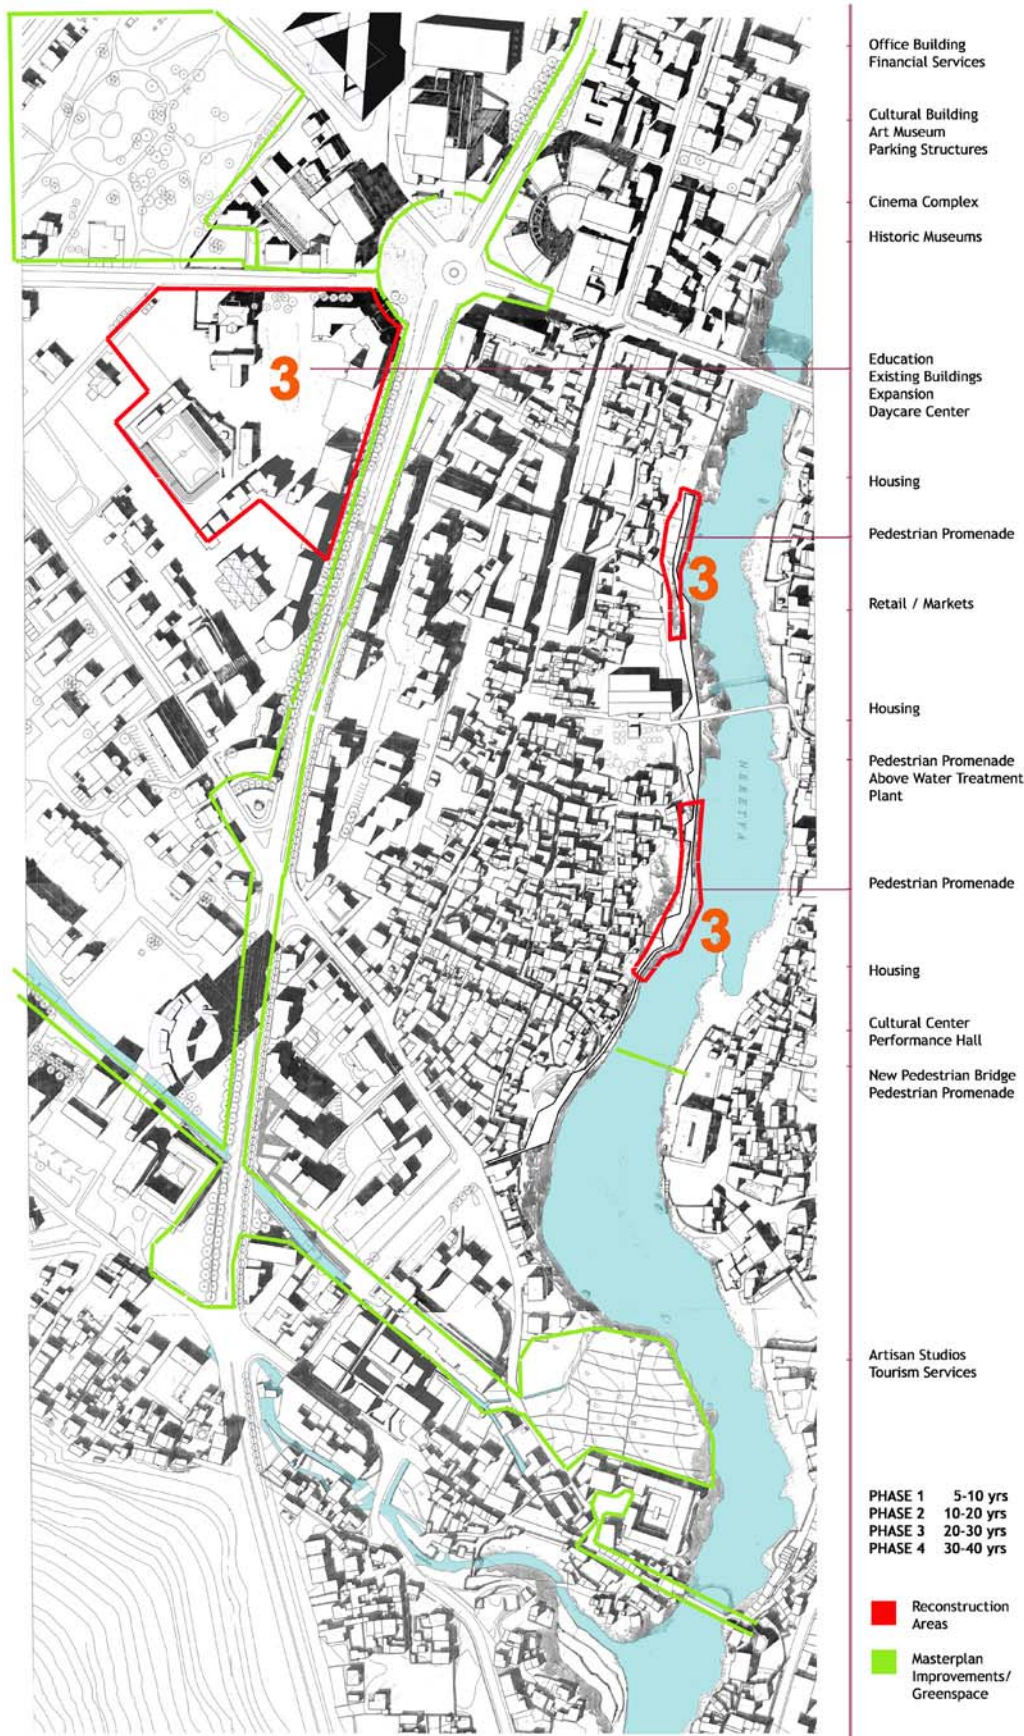 Office Building
Financial Services
Cultural Building
Art Museum
Parking Structures
Cinema Complex
Historic Museums
3
Education
Existing Buildings
Expansion
Daycare Center
Housing
Pedestrian Promenade
3
Retail / Markets
Housing
Pedestrian Promenade
Above Water Treatment
Plant
NERETVA
Pedestrian Promenade
3
Housing
Cultural Center
Performance Hall
New Pedestrian Bridge
Pedestrian Promenade
Artisan Studios
Tourism Services
PHASE 1 5-10 yrs
PHASE 2 10-20 yrs
PHASE 3 20-30 yrs
PHASE 4 30-40 yrs
Reconstruction
Areas
Masterplan
Improvements/
Greenspace